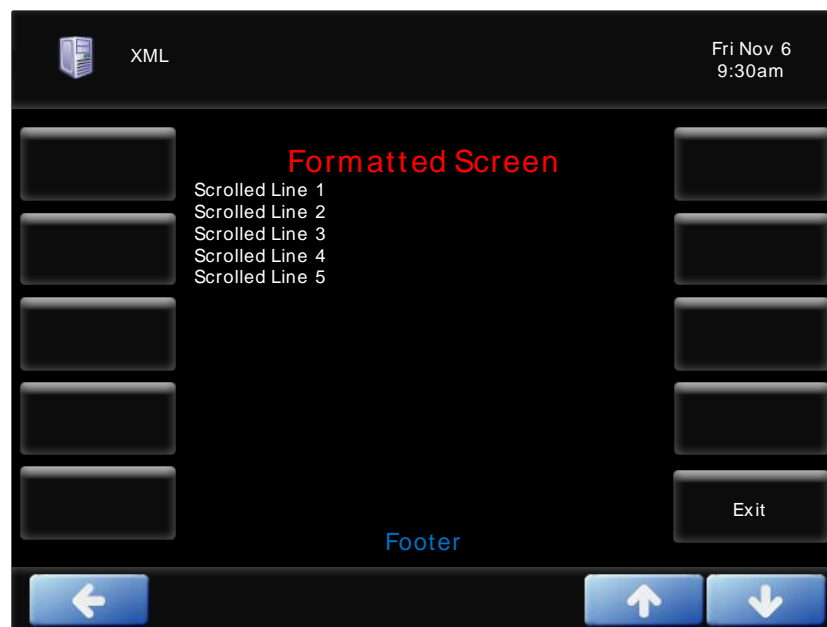 XML
Fri Nov 6
9:30am
Formatted Screen
Scrolled Line 1
Scrolled Line 2
Scrolled Line 3
Scrolled Line 4
Scrolled Line 5
Exit
Footer